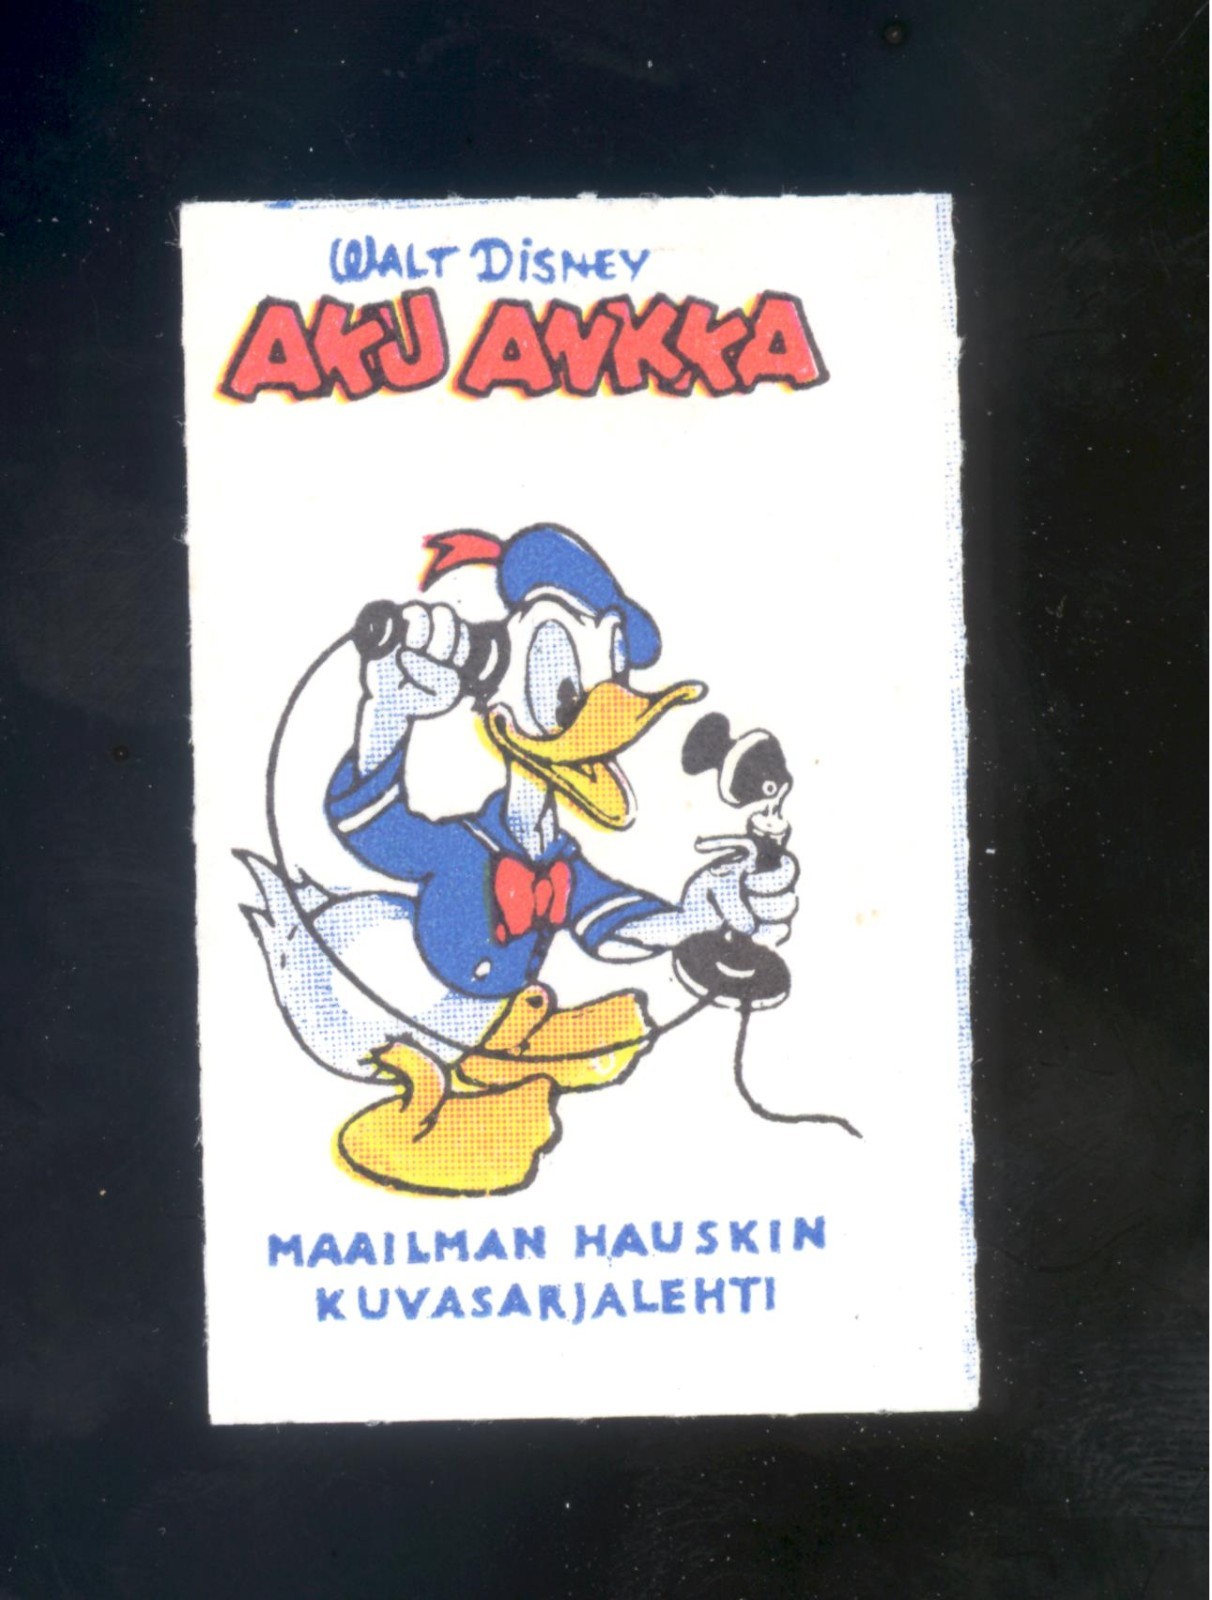 WALT DISNEY
AKU ANKKA
MAAILMAN HAUSKIN
KUVASARJALEHTI